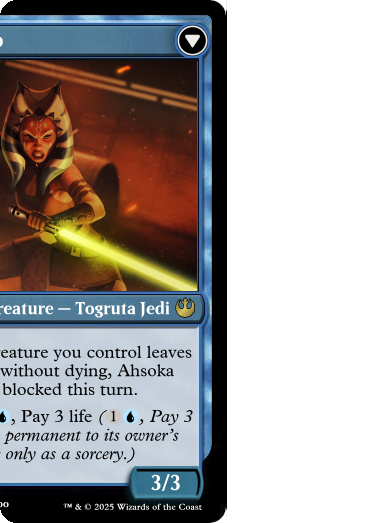 reature — Togruta Jedi
reature you control leaves
without dying, Ahsoka
blocked this turn.
, Pay 3 life (1 , Pay 3
permanent to its owner's
only as a sorcery.)
3/3
™ & © 2025 Wizards of the Coast